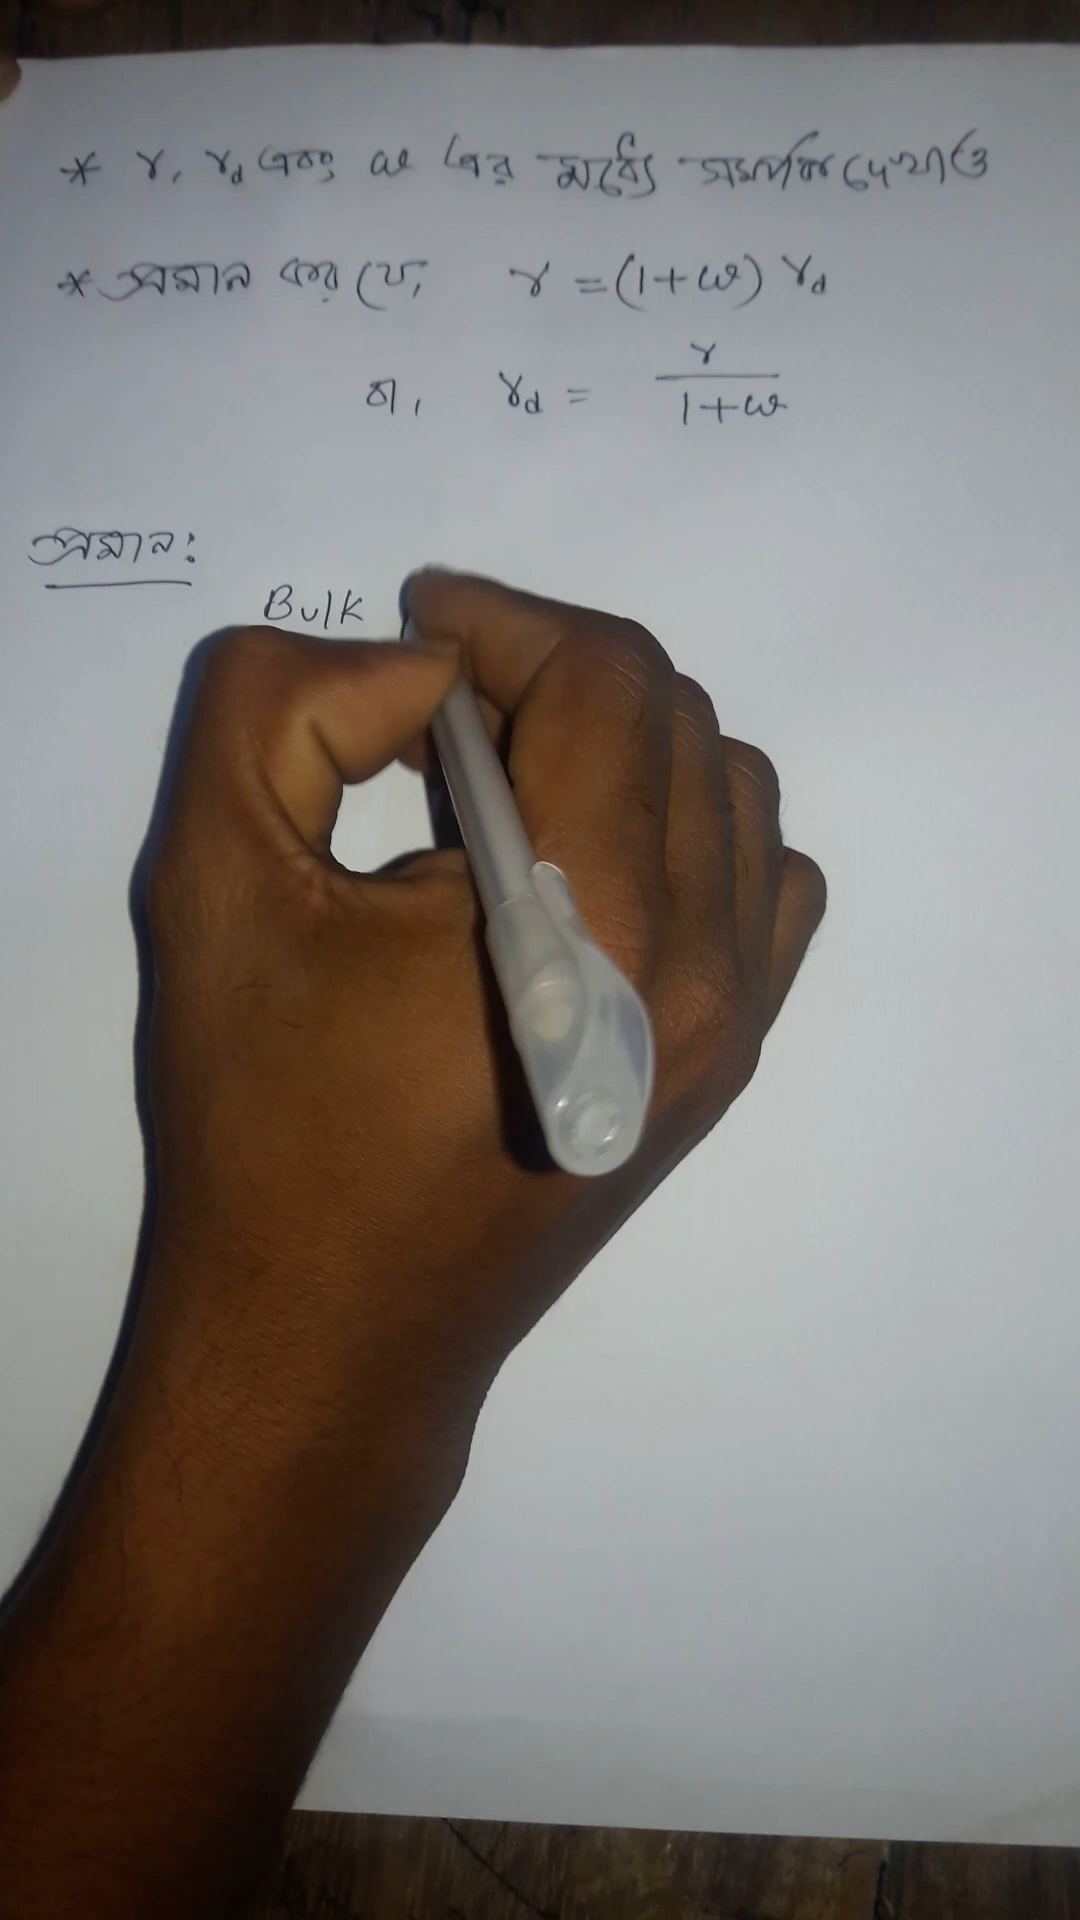 * γ, γd এবং ω এর মধ্যে সম্পর্ক দেখাও
* প্রমান কর যে, γ = (1+ω) γd
বা, γd = γ / 1+ω
প্রমান:
Bulk